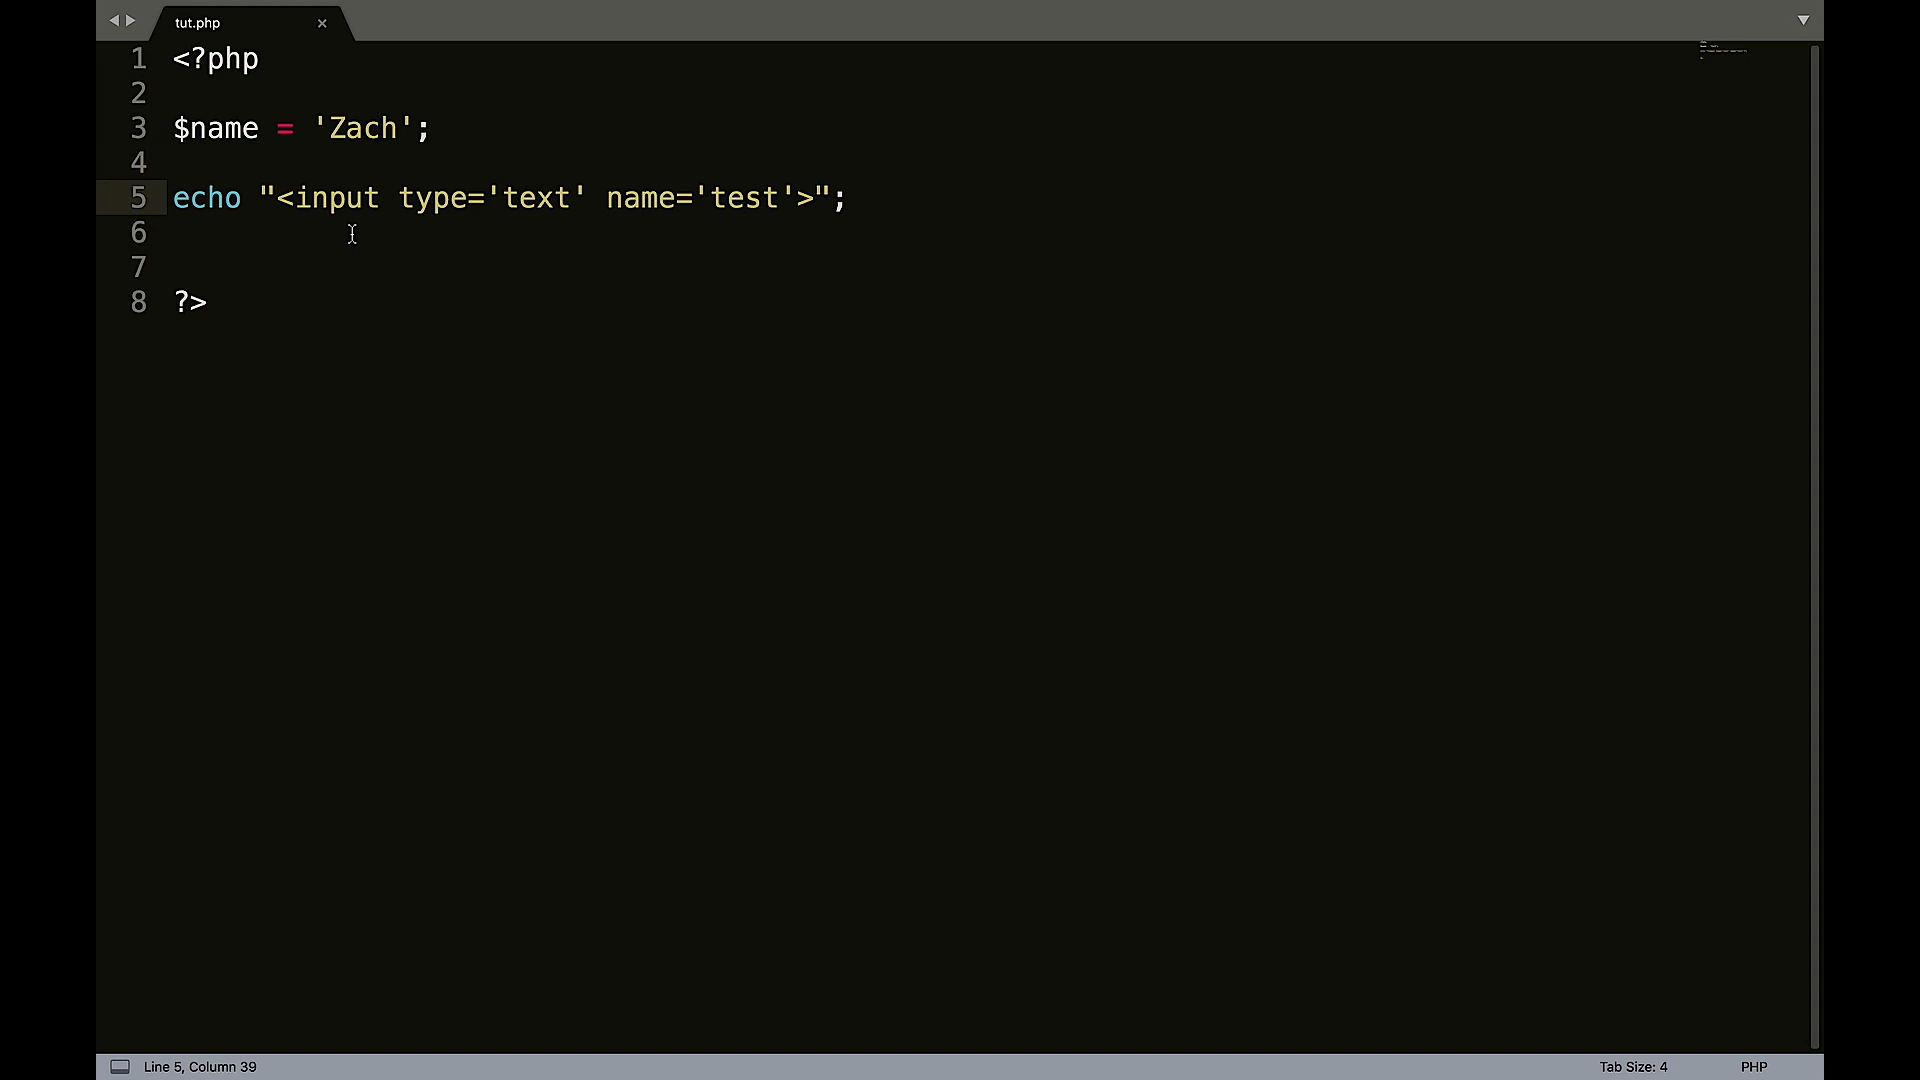 tut.php ×
1 <?php
2
3 $name = 'Zach';
4
5 echo "<input type='text' name='test'>";
6
7
8 ?>
Line 5, Column 39 Tab Size: 4 PHP